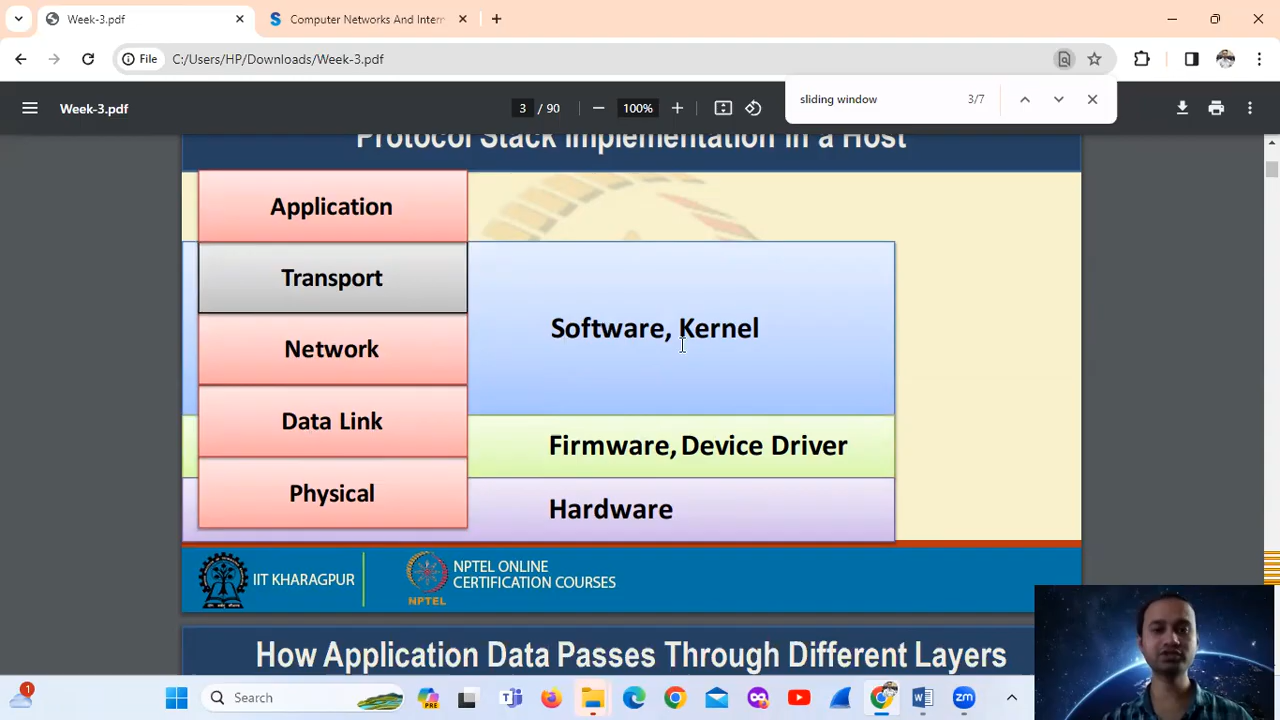 Week-3.pdf
Computer Networks And Intern
File
C:/Users/HP/Downloads/Week-3.pdf
sliding window
3/7
Week-3.pdf
3 / 90
100%
Protocol Stack Implementation in a Host
Application
Transport
Software, Kernel
Network
Data Link
Firmware, Device Driver
Physical
Hardware
IIT KHARAGPUR
NPTEL
NPTEL ONLINE
CERTIFICATION COURSES
How Application Data Passes Through Different Layers
1
Search
PRE